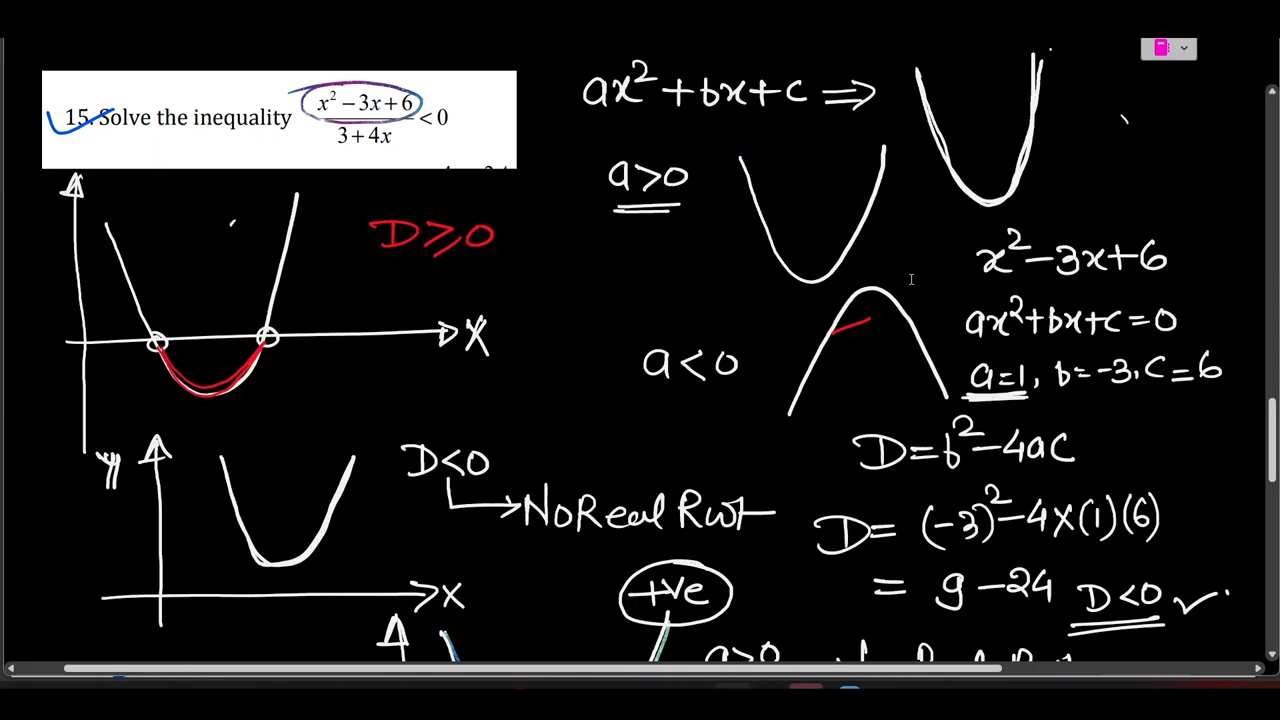 15. Solve the inequality (x² − 3x + 6)/(3 + 4x) < 0
ax² + bx + c ⇒
a > 0
D ⩾ 0
x² − 3x + 6
ax² + bx + c = 0
X
a < 0
a = 1, b = −3, c = 6
D = b² − 4ac
y
D < 0
No Real Root
D = (−3)² − 4 × (1)(6)
= 9 − 24 D < 0 ✓
X
+ve
a > 0